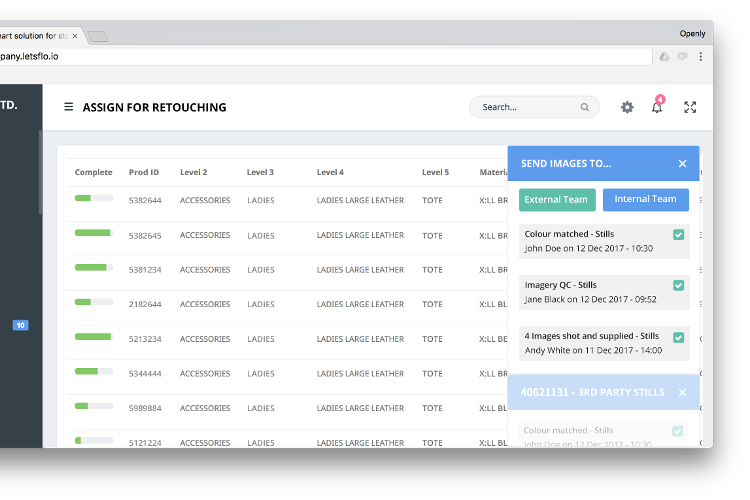 art solution for stu ×
Openly
pany.letsflo.io
TD.
ASSIGN FOR RETOUCHING
Search...
4
10
Complete Prod ID Level 2 Level 3 Level 4 Level 5 Materia
5382644 ACCESSORIES LADIES LADIES LARGE LEATHER TOTE X:LL BR
5382645 ACCESSORIES LADIES LADIES LARGE LEATHER TOTE X:LL BR
5381234 ACCESSORIES LADIES LADIES LARGE LEATHER TOTE X:LL BR
2182644 ACCESSORIES LADIES LADIES LARGE LEATHER TOTE X:LL BL
5213234 ACCESSORIES LADIES LADIES LARGE LEATHER TOTE X:LL BE
5344444 ACCESSORIES LADIES LADIES LARGE LEATHER TOTE X:LL BR
5989884 ACCESSORIES LADIES LADIES LARGE LEATHER TOTE X:LL BL
5121224 ACCESSORIES LADIES LADIES LARGE LEATHER TOTE X:LL BL
SEND IMAGES TO... ×
External Team Internal Team
Colour matched - Stills
John Doe on 12 Dec 2017 - 10:30
Imagery QC - Stills
Jane Black on 12 Dec 2017 - 09:52
4 Images shot and supplied - Stills
Andy White on 11 Dec 2017 - 14:00
40621131 - 3RD PARTY STILLS ×
Colour matched - Stills
John Doe on 12 Dec 2017 - 10:30